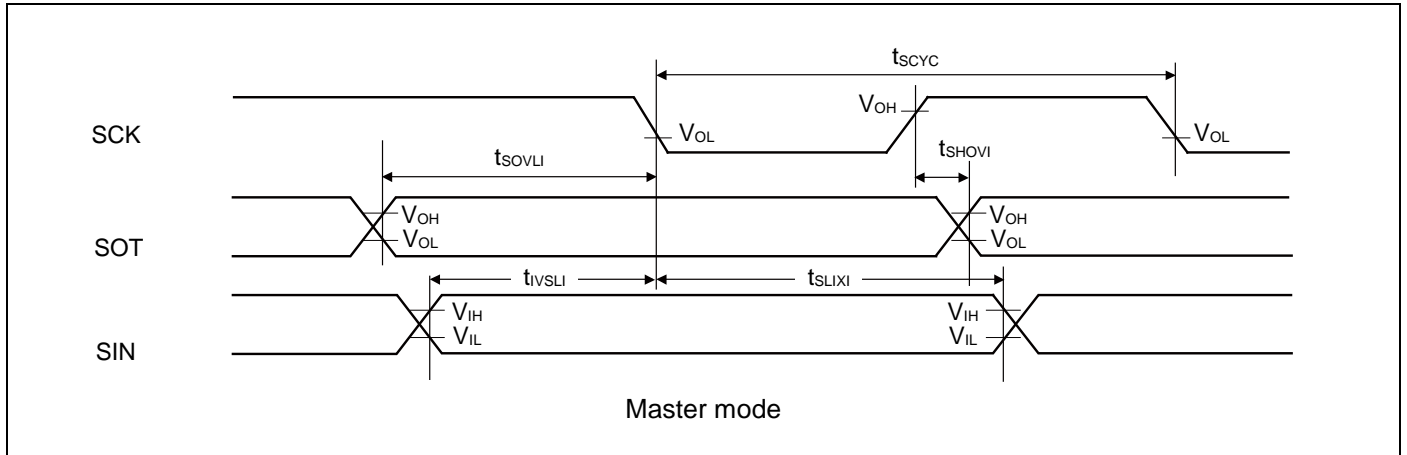 tSCYC
SCK
VOH
VOL
VOL
tSOVLI
tSHOVI
SOT
VOH
VOL
VOH
VOL
tIVSLI
tSLIXI
SIN
VIH
VIL
VIH
VIL
Master mode